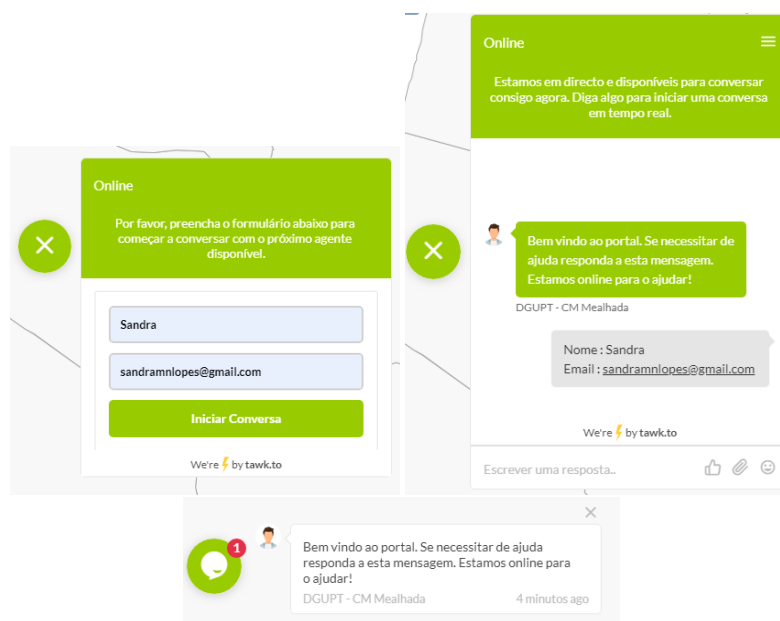 Online
Por favor, preencha o formulário abaixo para
começar a conversar com o próximo agente
disponível.
Sandra
sandramnlopes@gmail.com
Iniciar Conversa
We're by tawk.to
Online
Estamos em directo e disponíveis para conversar
consigo agora. Diga algo para iniciar uma conversa
em tempo real.
Bem vindo ao portal. Se necessitar de
ajuda responda a esta mensagem.
Estamos online para o ajudar!
DGUPT - CM Mealhada
Nome : Sandra
Email : sandramnlopes@gmail.com
We're by tawk.to
Escrever uma resposta..
1
Bem vindo ao portal. Se necessitar de ajuda
responda a esta mensagem. Estamos online para
o ajudar!
DGUPT - CM Mealhada 4 minutos ago